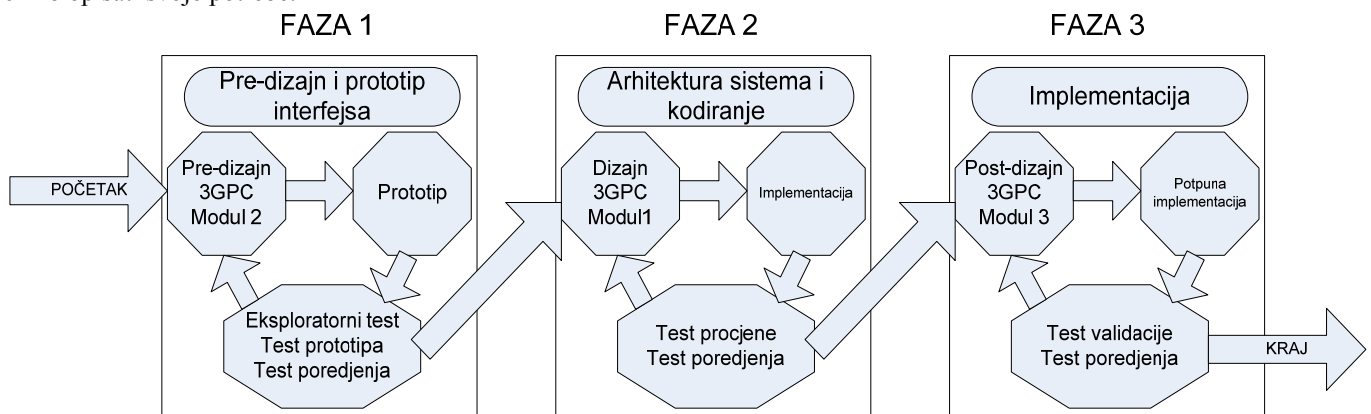 FAZA 1
FAZA 2
FAZA 3
Pre-dizajn i prototip
interfejsa
Arhitektura sistema i
kodiranje
Implementacija
POČETAK
Pre-dizajn
3GPC
Modul 2
Prototip
Eksploratorni test
Test prototipa
Test poredjenja
Dizajn
3GPC
Modul1
Implementacija
Test procjene
Test poredjenja
Post-dizajn
3GPC
Modul 3
Potpuna
implementacija
Test validacije
Test poredjenja
KRAJ